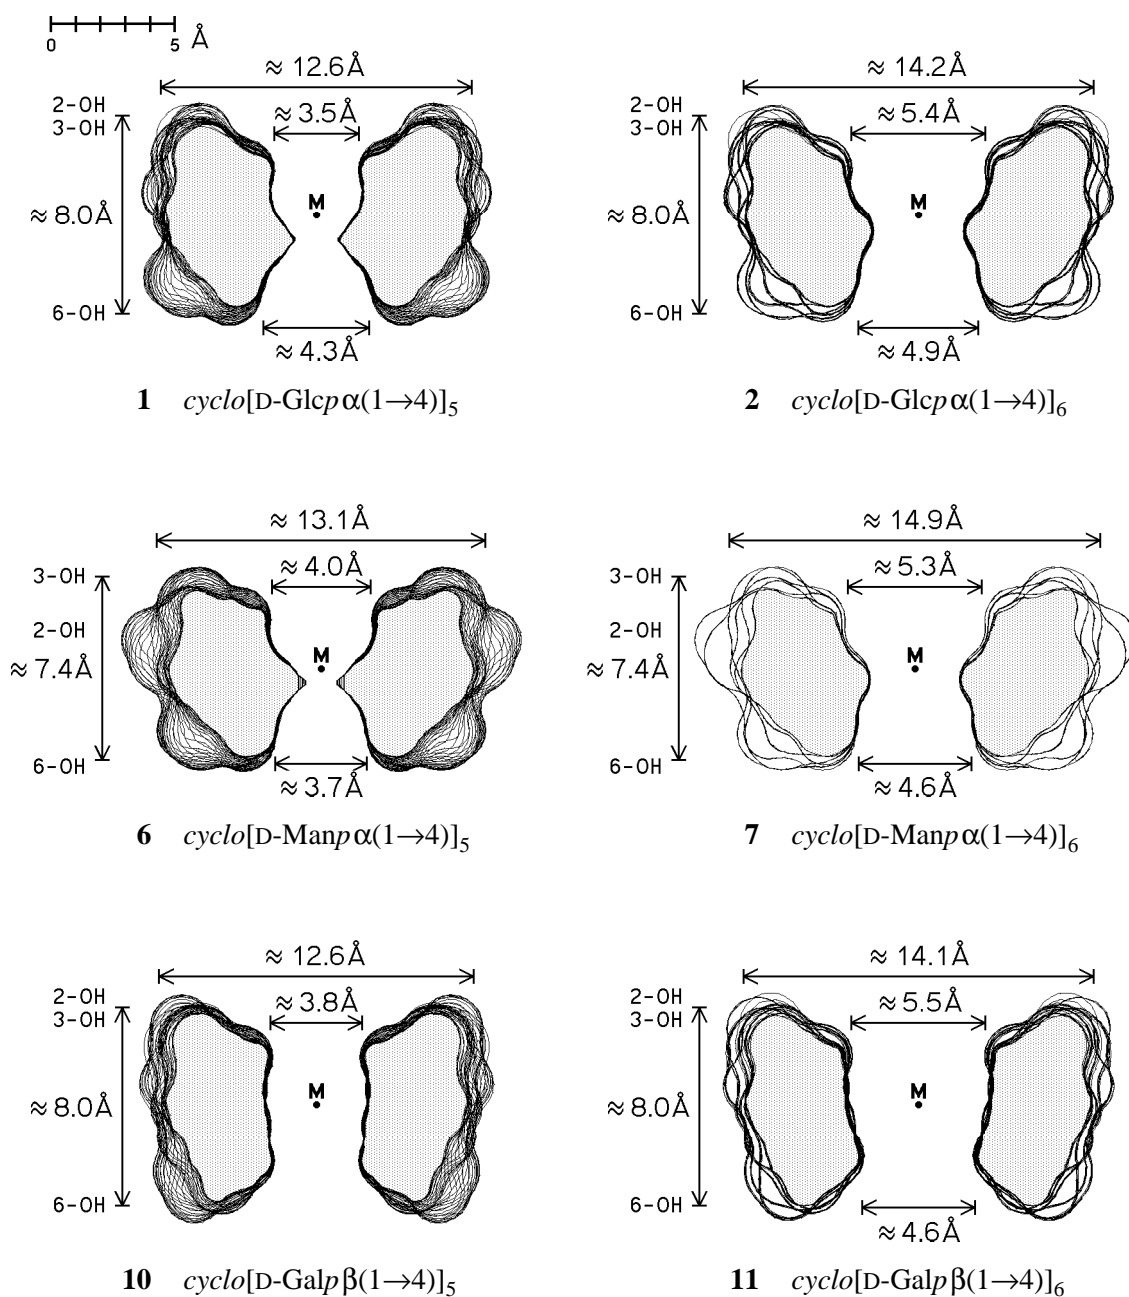 0 5 Å
≈ 12.6Å
≈ 3.5Å
2-OH
3-OH
M
≈ 8.0Å
6-OH
≈ 4.3Å
1 cyclo[D-Glcp α(1→4)]5
≈ 14.2Å
≈ 5.4Å
2-OH
3-OH
M
≈ 8.0Å
6-OH
≈ 4.9Å
2 cyclo[D-Glcp α(1→4)]6
≈ 13.1Å
≈ 4.0Å
3-OH
2-OH
M
≈ 7.4Å
6-OH
≈ 3.7Å
6 cyclo[D-Manp α(1→4)]5
≈ 14.9Å
≈ 5.3Å
3-OH
2-OH
M
≈ 7.4Å
6-OH
≈ 4.6Å
7 cyclo[D-Manp α(1→4)]6
≈ 12.6Å
≈ 3.8Å
2-OH
3-OH
M
≈ 8.0Å
6-OH
10 cyclo[D-Galp β(1→4)]5
≈ 14.1Å
≈ 5.5Å
2-OH
3-OH
M
≈ 8.0Å
6-OH
≈ 4.6Å
11 cyclo[D-Galp β(1→4)]6